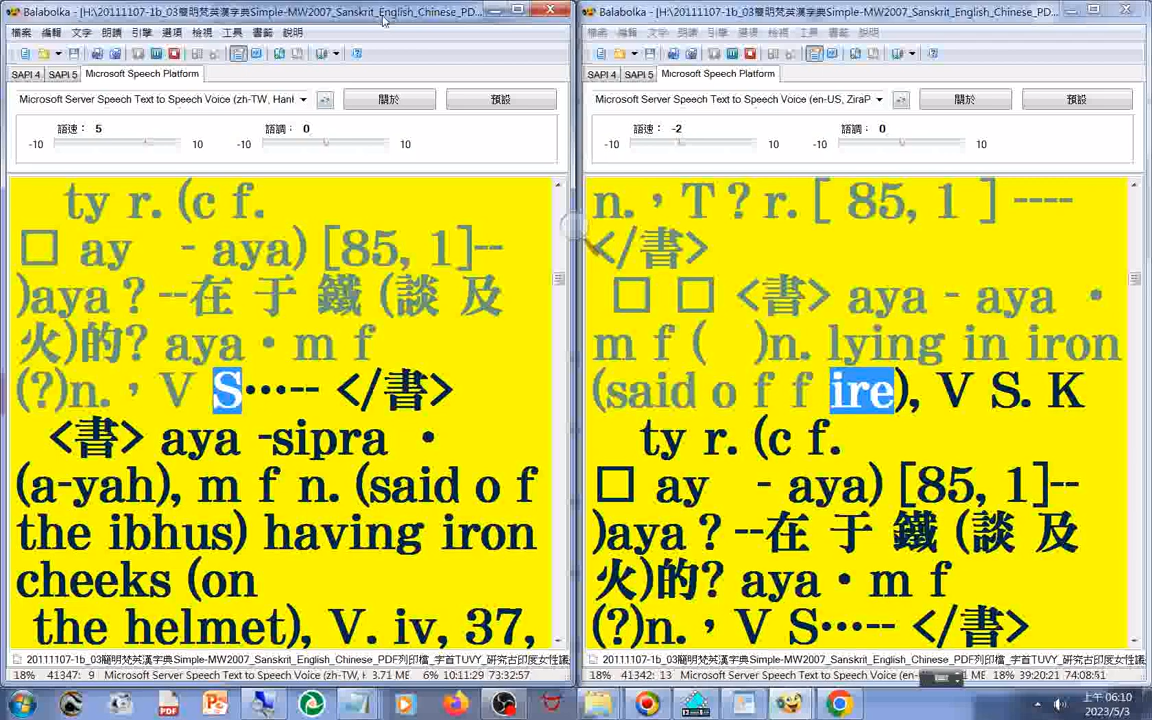 Balabolka - [H:\20111107-1b_03簡明梵英漢字典Simple-MW2007_Sanskrit_English_Chinese_PD...
檔案 編輯 文字 朗讀 引擎 選項 檢視 工具 書籤 說明
SAPI 4 SAPI 5 Microsoft Speech Platform
Microsoft Server Speech Text to Speech Voice (zh-TW, Hanl
關於 預設
語速： 5 語調： 0
-10 10 -10 10
ty r. (c f.
□ ay - aya) [85, 1]--
)aya？--在 于 鐵 (談 及
火)的? aya・m f
(?)n.，V S…-- </書>
<書> aya -sipra ・
(a-yah), m f n. (said o f
the ibhus) having iron
cheeks (on
the helmet), V. iv, 37,
20111107-1b_03簡明梵英漢字典Simple-MW2007_Sanskrit_English_Chinese_PDF列印檔_字首TUVY_研究古印度女性議
18% 41347: 9 Microsoft Server Speech Text to Speech Voice (zh-TW, H 3.71 ME 6% 10:11:29 73:32:57
Balabolka - [H:\20111107-1b_03簡明梵英漢字典Simple-MW2007_Sanskrit_English_Chinese_PD...
檔案 編輯 文字 朗讀 引擎 選項 檢視 工具 書籤 說明
SAPI 4 SAPI 5 Microsoft Speech Platform
Microsoft Server Speech Text to Speech Voice (en-US, ZiraP
關於 預設
語速： -2 語調： 0
-10 10 -10 10
n.，T？r. [ 85, 1 ] ----
</書>
□ □ <書> aya - aya ・
m f ( )n. lying in iron
(said o f f ire), V S. K
ty r. (c f.
□ ay - aya) [85, 1]--
)aya？--在 于 鐵 (談 及
火)的? aya・m f
(?)n.，V S…-- </書>
20111107-1b_03簡明梵英漢字典Simple-MW2007_Sanskrit_English_Chinese_PDF列印檔_字首TUVY_研究古印度女性議
18% 41342: 13 Microsoft Server Speech Text to Speech Voice (en-U 18% 39:20:21 74:08:51
上午 06:10
2023/5/3